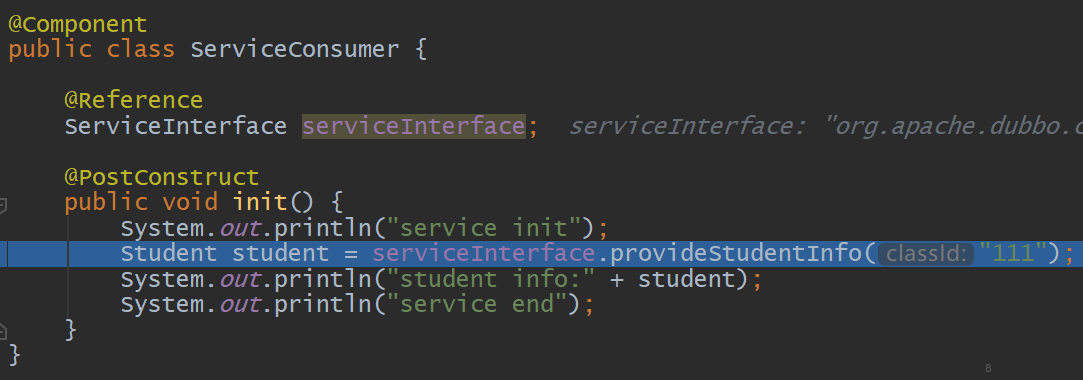 @Component
public class ServiceConsumer {
@Reference
ServiceInterface serviceInterface; serviceInterface: "org.apache.dubbo.c
@PostConstruct
public void init() {
System.out.println("service init");
Student student = serviceInterface.provideStudentInfo( classId: "111");
System.out.println("student info:" + student);
System.out.println("service end");
}
}
8